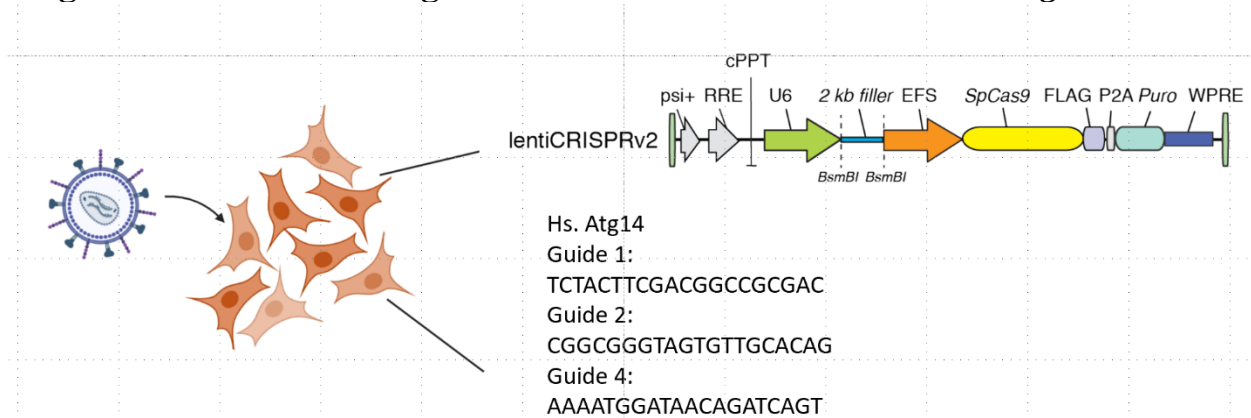 cPPT
psi+ RRE U6 2 kb filler EFS SpCas9 FLAG P2A Puro WPRE
lentiCRISPRv2
BsmBI BsmBI
Hs. Atg14
Guide 1:
TCTACTTCGACGGCCGCGAC
Guide 2:
CGGCGGGTAGTGTTGCACAG
Guide 4:
AAAATGGATAACAGATCAGT